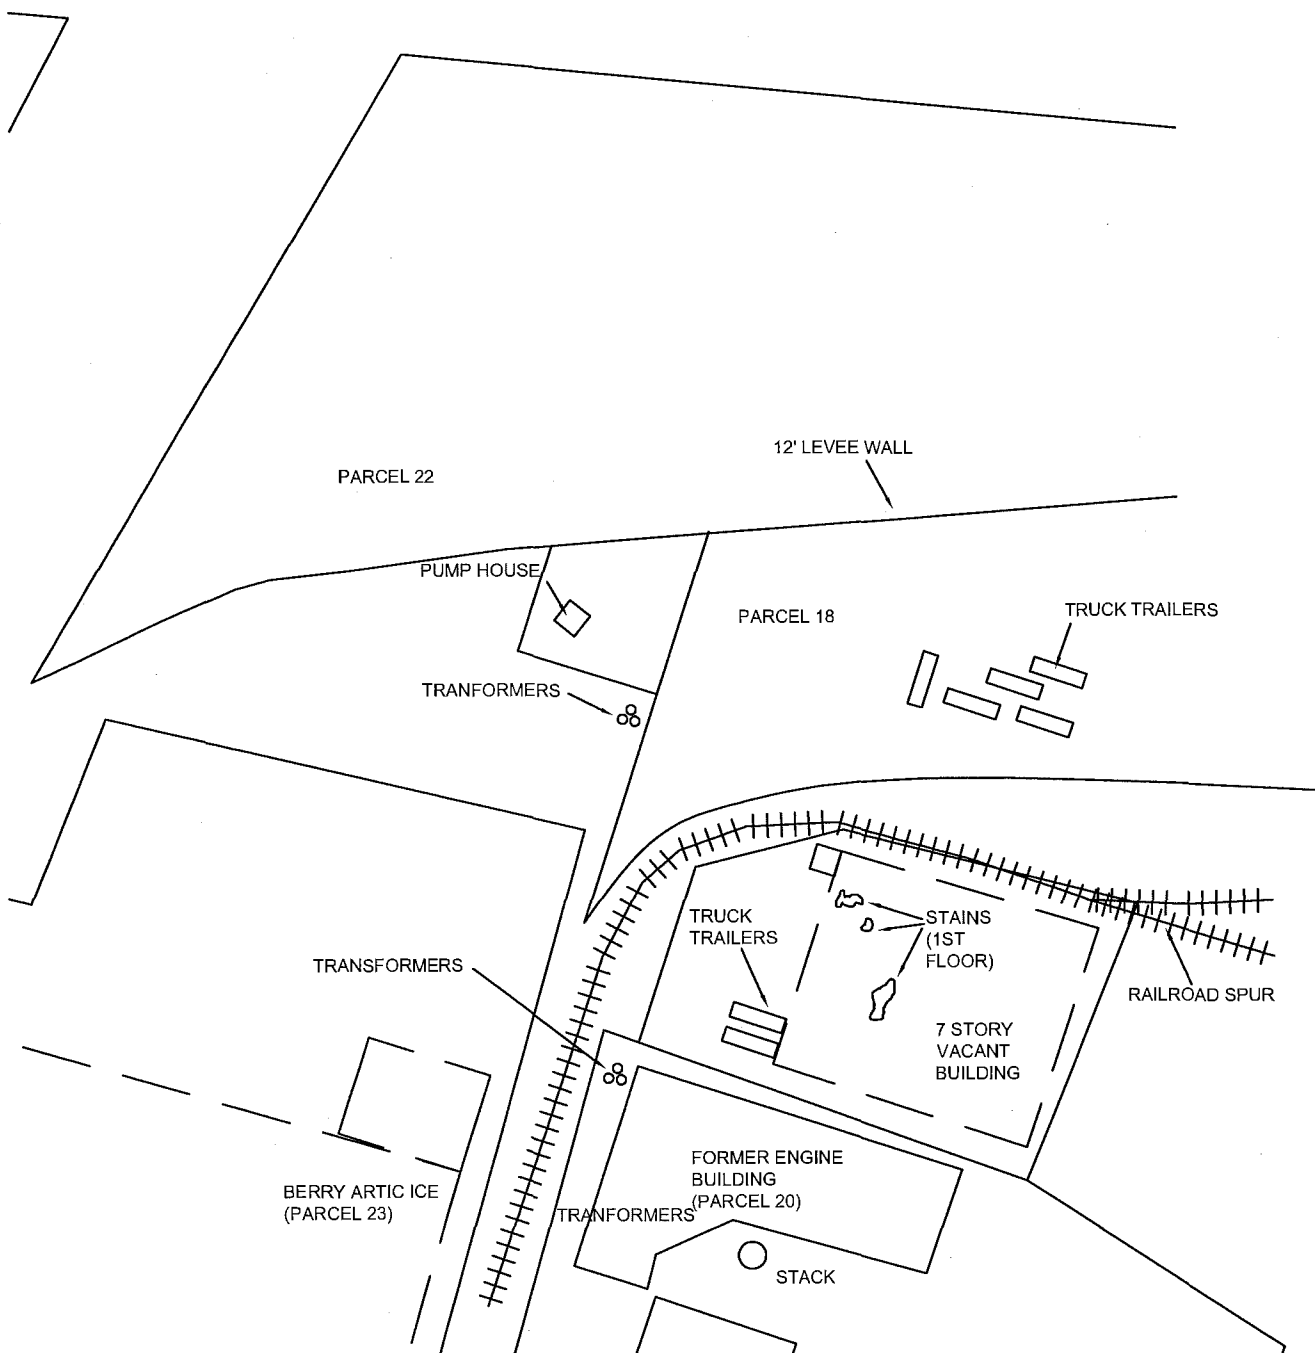 12' LEVEE WALL
PARCEL 22
PUMP HOUSE
PARCEL 18
TRUCK TRAILERS
TRANFORMERS
TRUCK
TRAILERS
STAINS
(1ST
FLOOR)
TRANSFORMERS
RAILROAD SPUR
7 STORY
VACANT
BUILDING
FORMER ENGINE
BUILDING
(PARCEL 20)
BERRY ARTIC ICE
(PARCEL 23)
TRANFORMERS
STACK